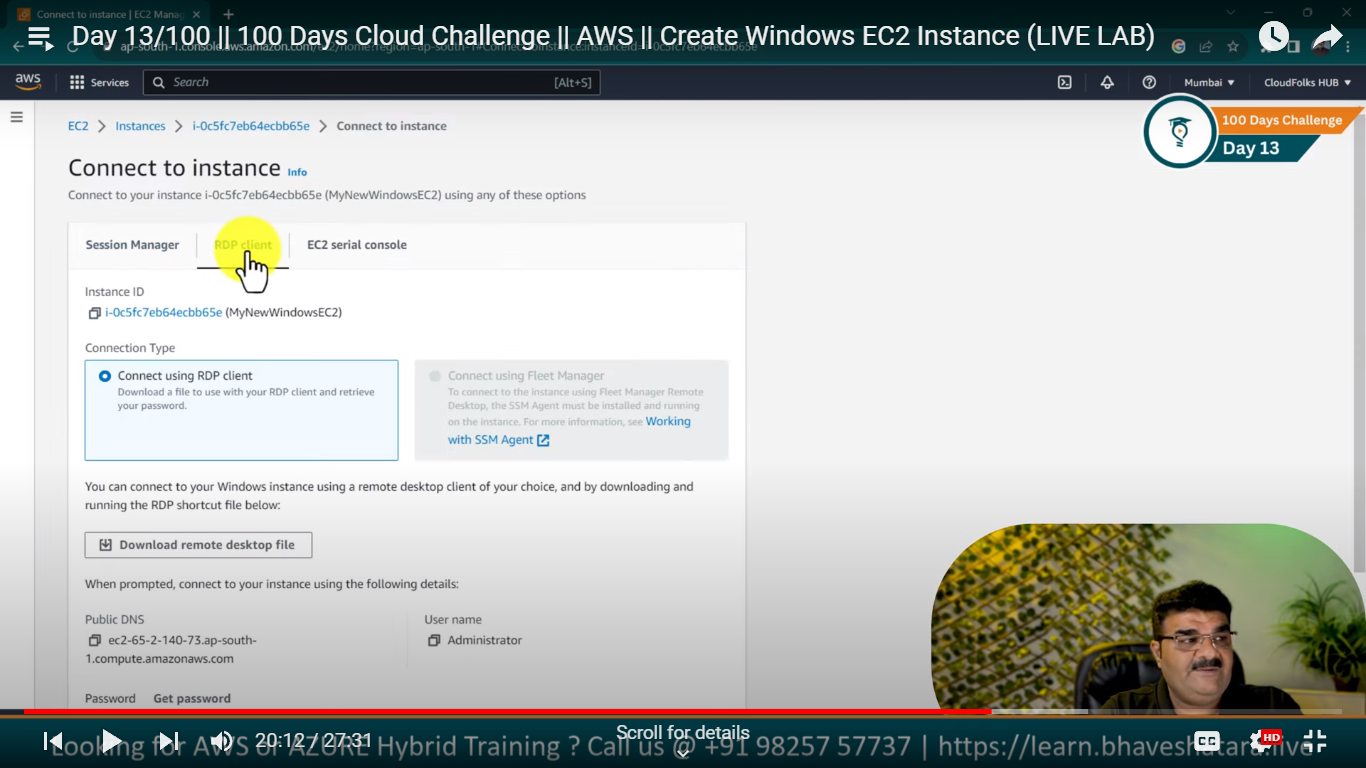 Connect to instance | EC2 Manag
Day 13/100 || 100 Days Cloud Challenge || AWS || Create Windows EC2 Instance (LIVE LAB)
aws
Services
Search
[Alt+S]
Mumbai
CloudFolks HUB
EC2 > Instances > i-0c5fc7eb64ecbb65e > Connect to instance
100 Days Challenge
Day 13
Connect to instance Info
Connect to your instance i-0c5fc7eb64ecbb65e (MyNewWindowsEC2) using any of these options
Session Manager
RDP client
EC2 serial console
Instance ID
i-0c5fc7eb64ecbb65e (MyNewWindowsEC2)
Connection Type
Connect using RDP client
Download a file to use with your RDP client and retrieve
your password.
Connect using Fleet Manager
To connect to the instance using Fleet Manager Remote
Desktop, the SSM Agent must be installed and running
on the instance. For more information, see Working
with SSM Agent
You can connect to your Windows instance using a remote desktop client of your choice, and by downloading and
running the RDP shortcut file below:
Download remote desktop file
When prompted, connect to your instance using the following details:
Public DNS
ec2-65-2-140-73.ap-south-
1.compute.amazonaws.com
User name
Administrator
Password Get password
Scroll for details
20:12 / 27:31
CC
HD
Looking for AWS or AZURE Hybrid Training ? Call us +91 98257 57737 | https://learn.bhaveshatara.live